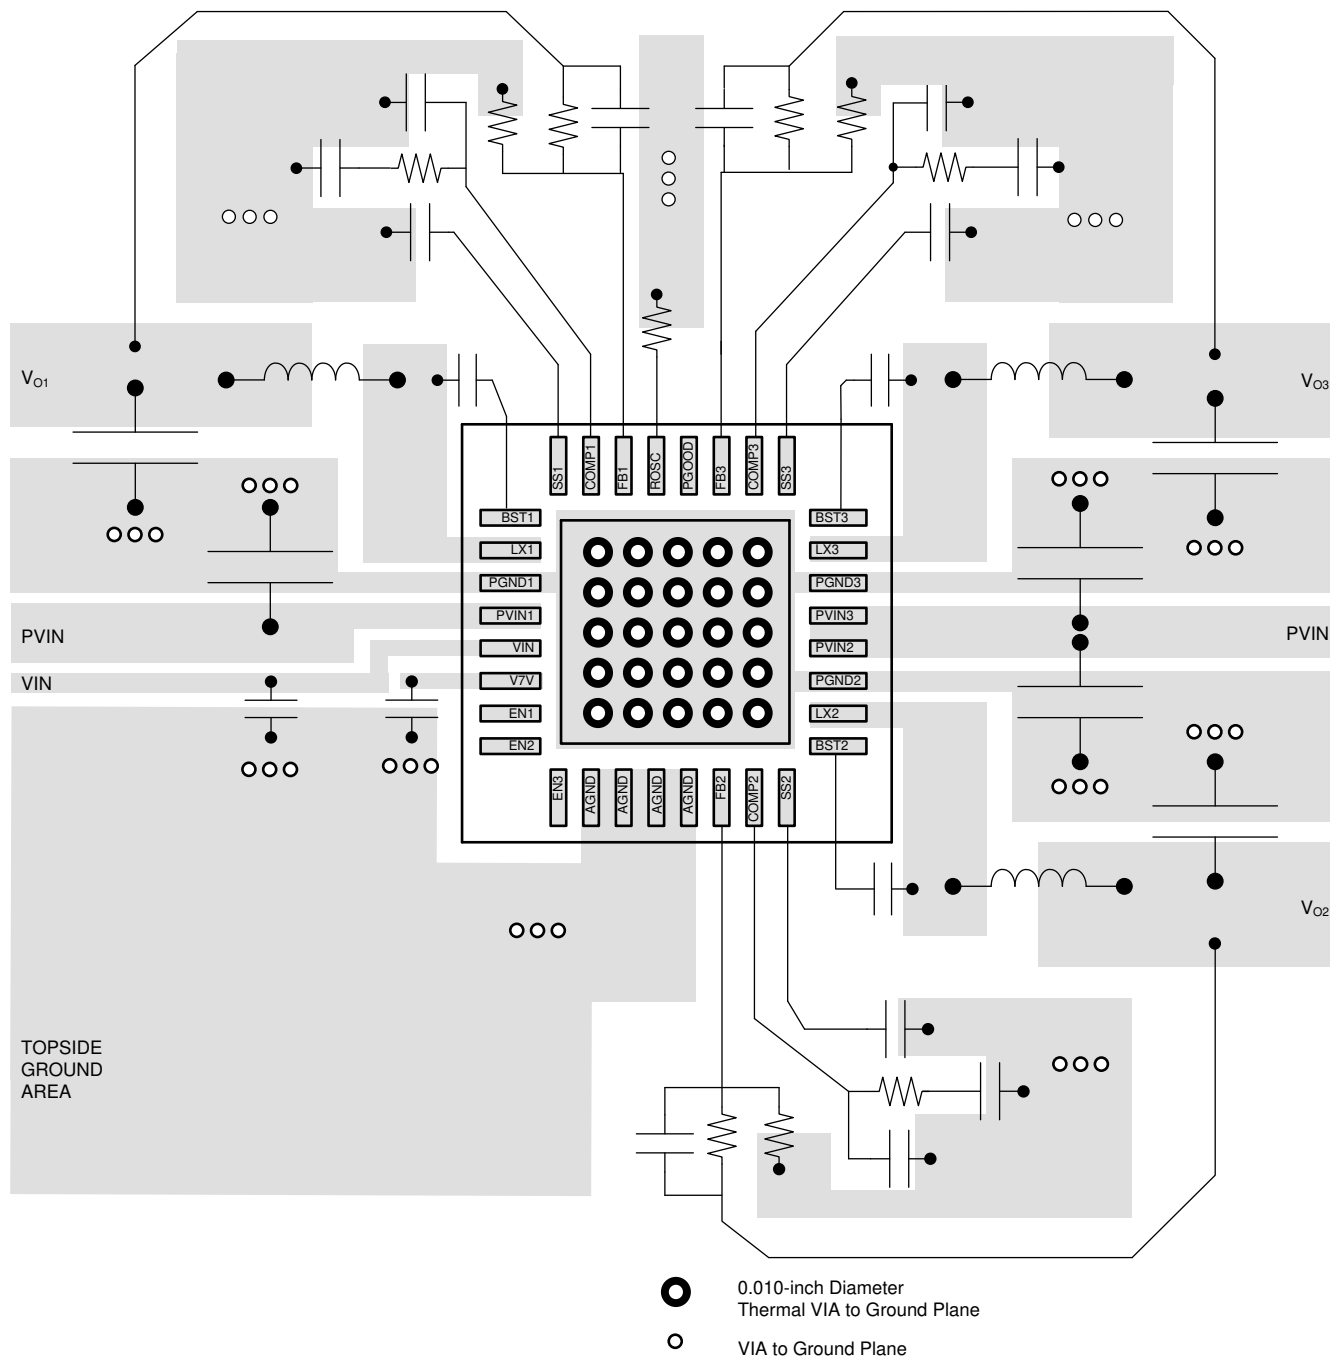 V01
V03
SS1
COMP1
FB1
ROSC
PGOOD
FB3
COMP3
SS3
BST1
BST3
LX1
LX3
PGND1
PGND3
PVIN1
PVIN3
PVIN
PVIN
VIN
PVIN2
V7V
PGND2
VIN
EN1
LX2
EN2
BST2
EN3
AGND
AGND
AGND
AGND
FB2
COMP2
SS2
VO2
TOPSIDE
GROUND
AREA
0.010-inch Diameter
Thermal VIA to Ground Plane
VIA to Ground Plane